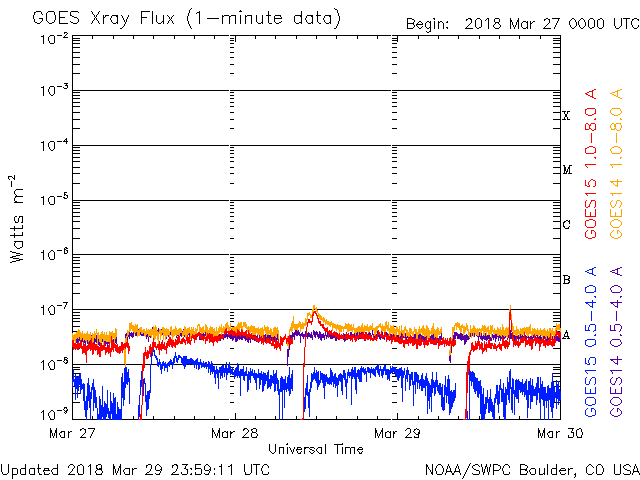 GOES Xray Flux (1-minute data)
Begin: 2018 Mar 27 0000 UTC
10⁻²
10⁻³
10⁻⁴
10⁻⁵
10⁻⁶
10⁻⁷
10⁻⁸
10⁻⁹
Watts m⁻²
X
M
C
B
A
GOES15 1.0-8.0 A
GOES14 1.0-8.0 A
GOES15 0.5-4.0 A
GOES14 0.5-4.0 A
Mar 27 Mar 28 Mar 29 Mar 30
Universal Time
Updated 2018 Mar 29 23:59:11 UTC
NOAA/SWPC Boulder, CO USA